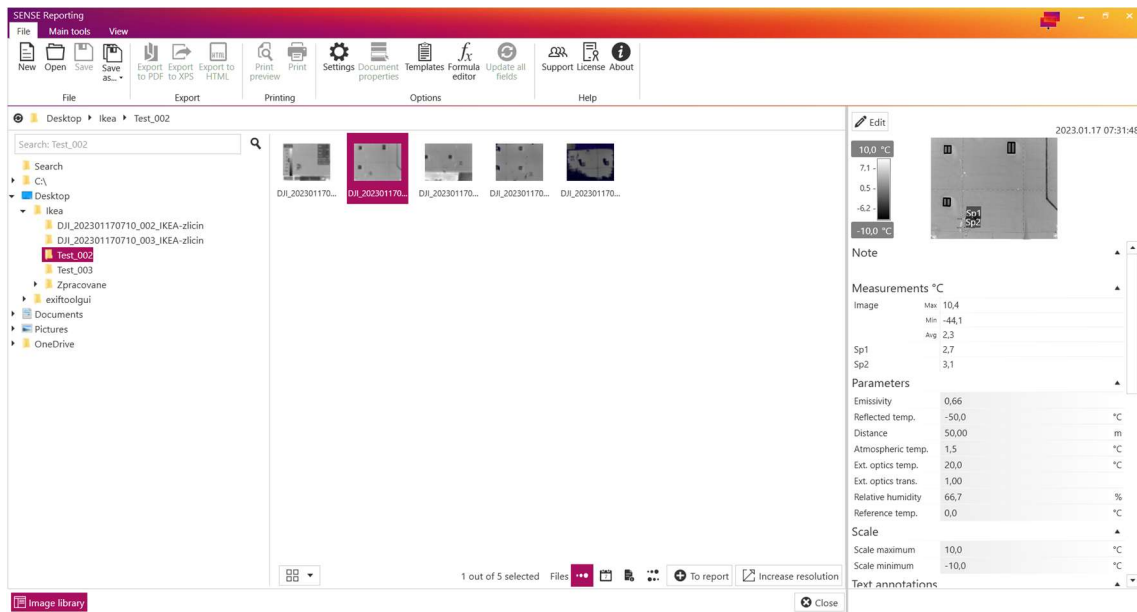 SENSE Reporting
File Main tools View
New Open Save Save as...
Export to PDF Export to XPS Export to HTML
Print preview Print
Settings Document properties Templates Formula editor Update all fields
Support License About
File Export Printing Options Help
Desktop Ikea Test_002
Search: Test_002
Search
C:\
Desktop
Ikea
DJI_202301170710_002_IKEA-zlicin
DJI_202301170710_003_IKEA-zlicin
Test_002
Test_003
Zpracovane
exiftoolgui
Documents
Pictures
OneDrive
DJI_202301170... DJI_202301170... DJI_202301170... DJI_202301170... DJI_202301170...
1 out of 5 selected Files To report Increase resolution
Image library
Close
Edit
2023.01.17 07:31:48
10,0 °C
7,1 -
0.5 -
-6,2 -
-10,0 °C
Sp1
Sp2
Note
Measurements °C
Image Max 10,4
Min -44,1
Avg 2,3
Sp1 2,7
Sp2 3,1
Parameters
Emissivity 0,66
Reflected temp. -50,0 °C
Distance 50,00 m
Atmospheric temp. 1,5 °C
Ext. optics temp. 20,0 °C
Ext. optics trans. 1,00
Relative humidity 66,7 %
Reference temp. 0,0 °C
Scale
Scale maximum 10,0 °C
Scale minimum -10,0 °C
Text annotations